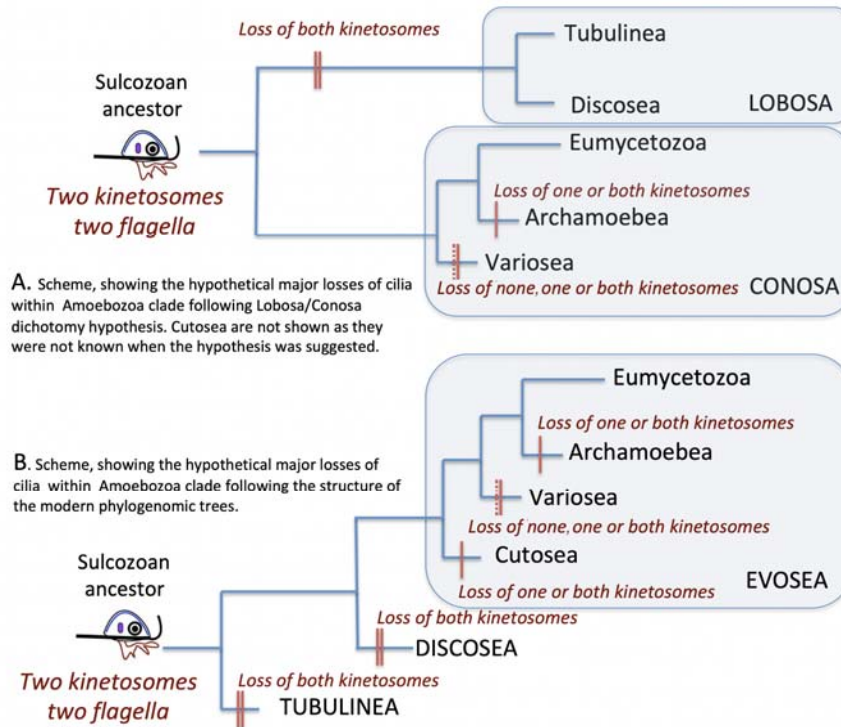 Loss of both kinetosomes
Tubulinea
Sulcozoan
ancestor
Discosea
LOBOSA
Eumycetozoa
Two kinetosomes
two flagella
Loss of one or both kinetosomes
Archamoebea
Variosea
Loss of none, one or both kinetosomes
CONOSA
A. Scheme, showing the hypothetical major losses of cilia
within Amoebozoa clade following Lobosa/Conosa
dichotomy hypothesis. Cutosea are not shown as they
were not known when the hypothesis was suggested.
Eumycetozoa
Loss of one or both kinetosomes
Archamoebea
B. Scheme, showing the hypothetical major losses of
cilia within Amoebozoa clade following the structure of
the modern phylogenomic trees.
Variosea
Loss of none, one or both kinetosomes
Cutosea
Loss of one or both kinetosomes
EVOSEA
Sulcozoan
ancestor
Loss of both kinetosomes
DISCOSEA
Two kinetosomes
two flagella
Loss of both kinetosomes
TUBULINEA